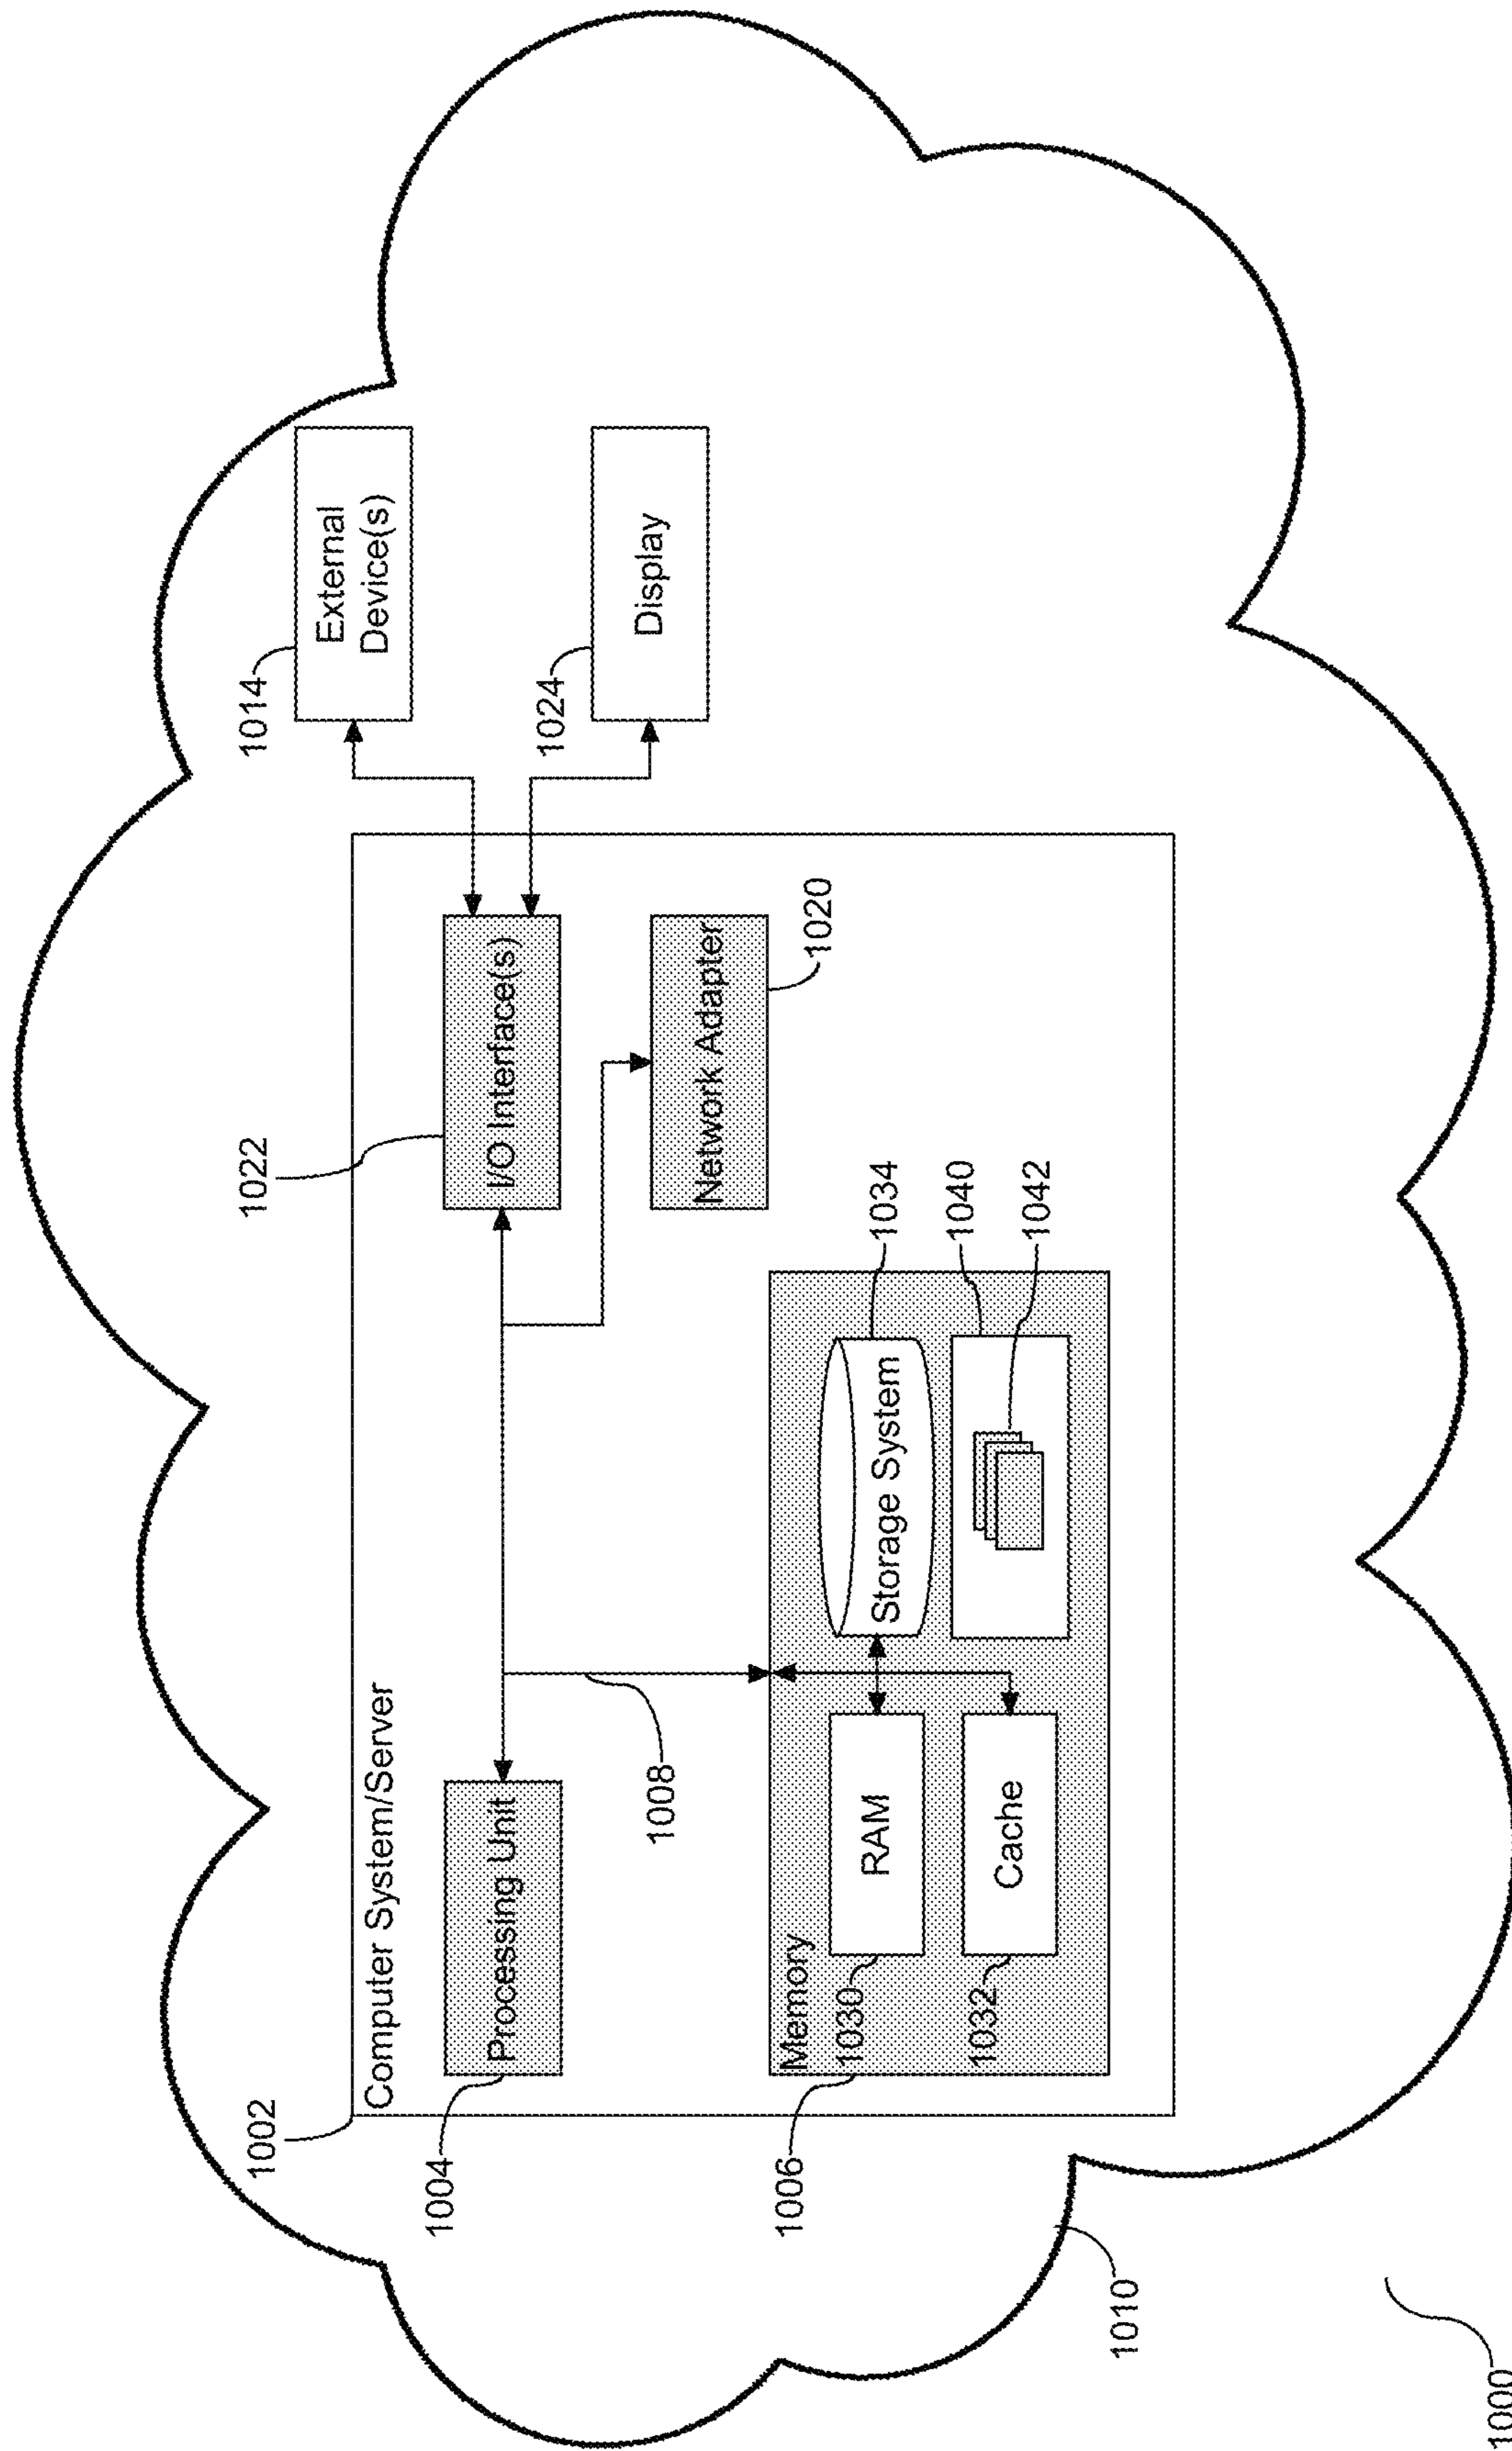 1002
Computer System/Server
1004
Processing Unit
1022
I/O Interface(s)
1014
External
Device(s)
1024
Display
Network Adapter
1020
1008
1006
Memory
1030
RAM
1032
Cache
Storage System
1034
1040
1042
1010
1000